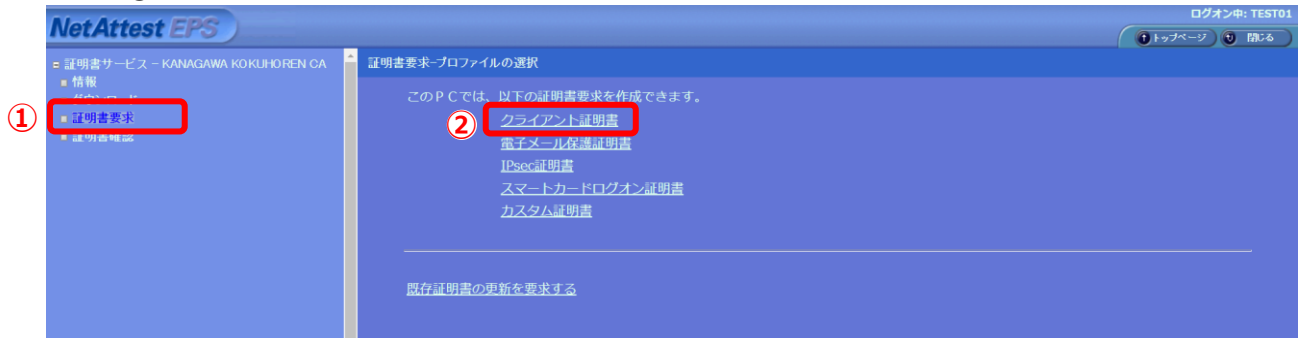 NetAttest EPS
ログオン中: TEST01
トップページ 閉じる
証明書サービス − KANAGAWA KOKUHOREN CA
情報
ダウンロード
① 証明書要求
証明書確認
証明書要求−プロファイルの選択
このＰＣでは、以下の証明書要求を作成できます。
② クライアント証明書
電子メール保護証明書
IPsec証明書
スマートカードログオン証明書
カスタム証明書
既存証明書の更新を要求する